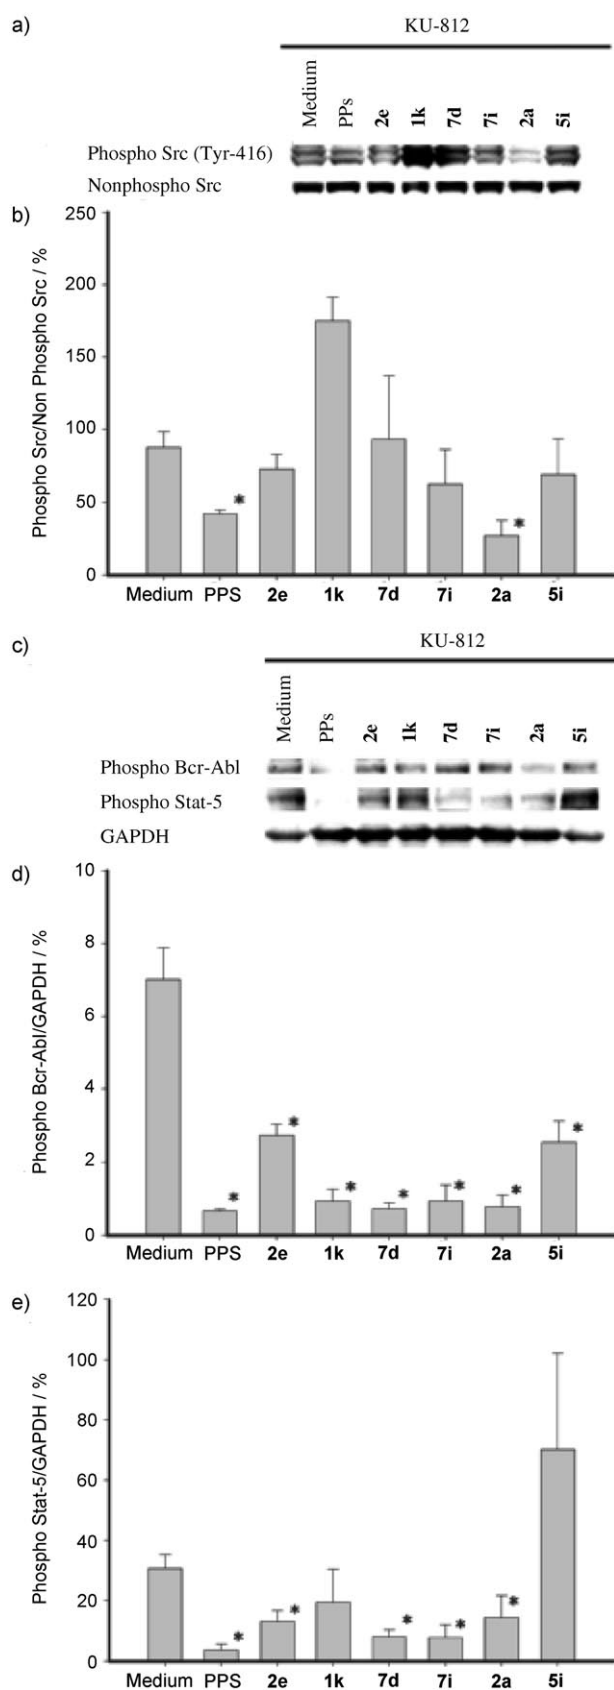 a)
KU-812
Medium PPs 2e 1k 7d 7i 2a 5i
Phospho Src (Tyr-416)
Nonphospho Src
b)
Phospho Src/Non Phospho Src / %
250
200
150
100
50
0
Medium PPS 2e 1k 7d 7i 2a 5i
* *
c)
KU-812
Medium PPs 2e 1k 7d 7i 2a 5i
Phospho Bcr-Abl
Phospho Stat-5
GAPDH
d)
Phospho Bcr-Abl/GAPDH / %
10
8
6
4
2
0
Medium PPS 2e 1k 7d 7i 2a 5i
* * * * * * *
e)
Phospho Stat-5/GAPDH / %
120
100
80
60
40
20
0
Medium PPS 2e 1k 7d 7i 2a 5i
* * * * *